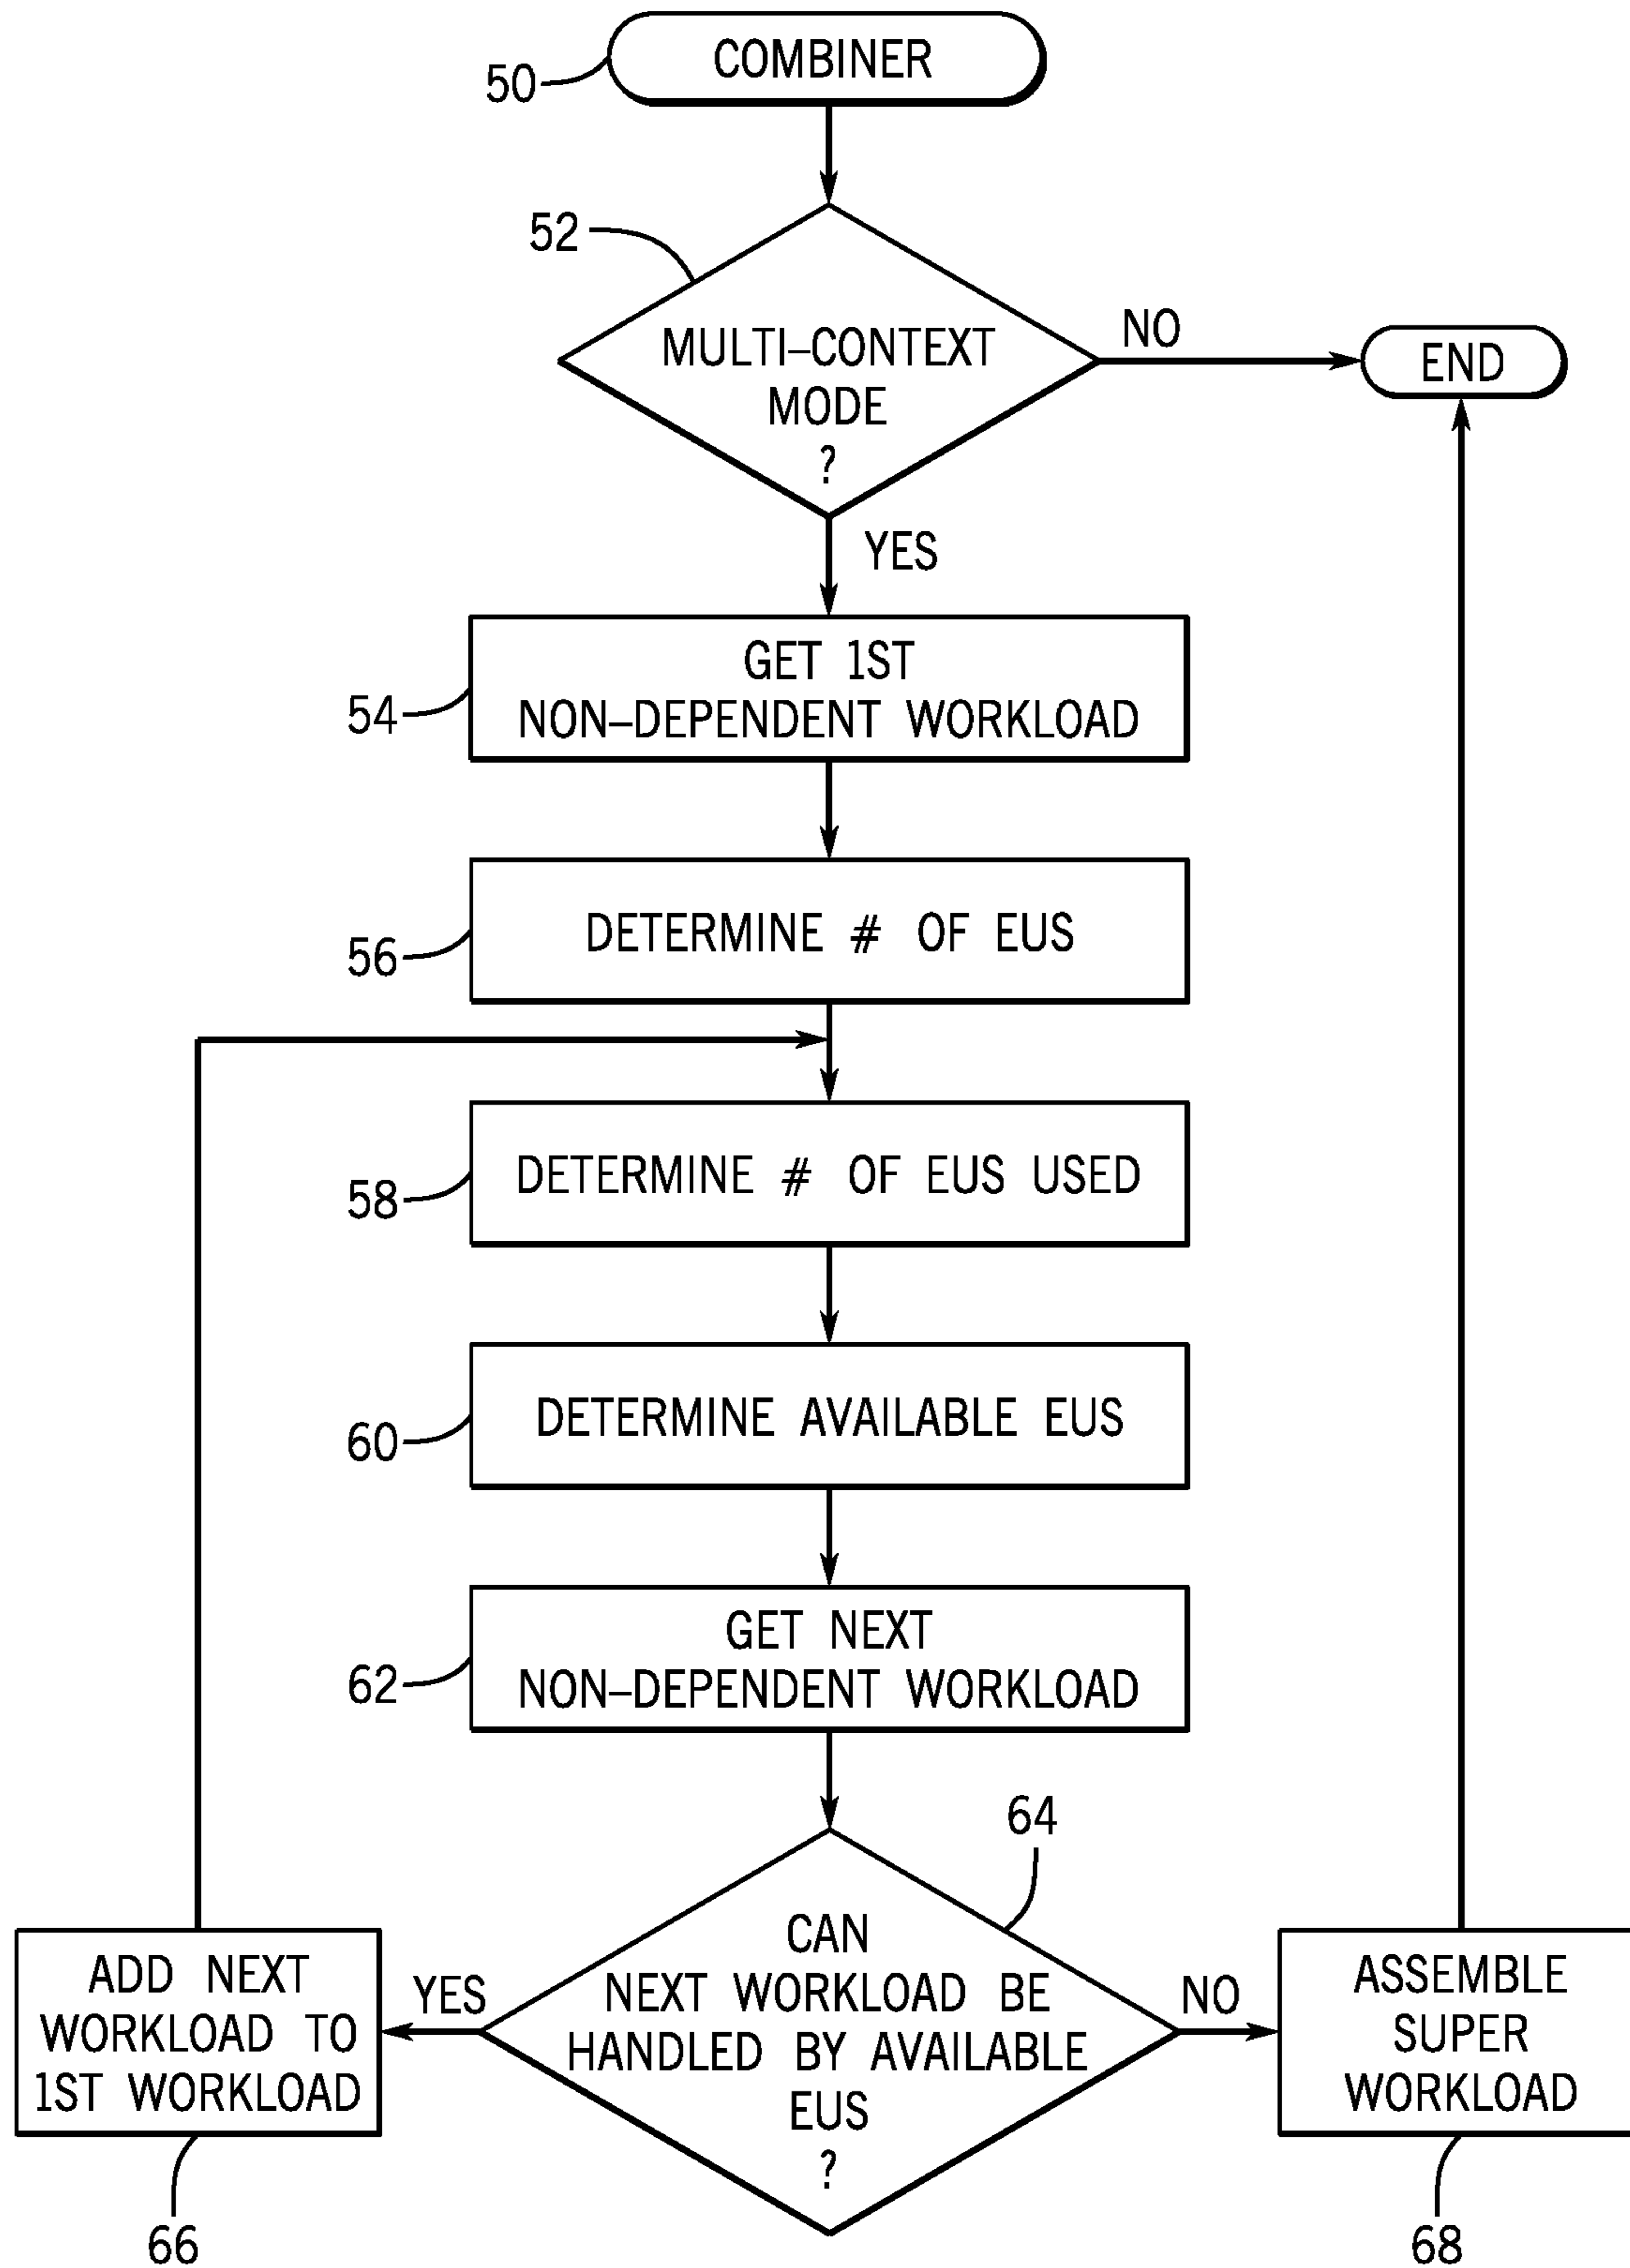 COMBINER
50
52
MULTI-CONTEXT
MODE
?
NO
END
YES
GET 1ST
NON-DEPENDENT WORKLOAD
54
DETERMINE # OF EUS
56
DETERMINE # OF EUS USED
58
DETERMINE AVAILABLE EUS
60
GET NEXT
NON-DEPENDENT WORKLOAD
62
64
CAN
NEXT WORKLOAD BE
HANDLED BY AVAILABLE
EUS
?
YES
ADD NEXT
WORKLOAD TO
1ST WORKLOAD
66
NO
ASSEMBLE
SUPER
WORKLOAD
68